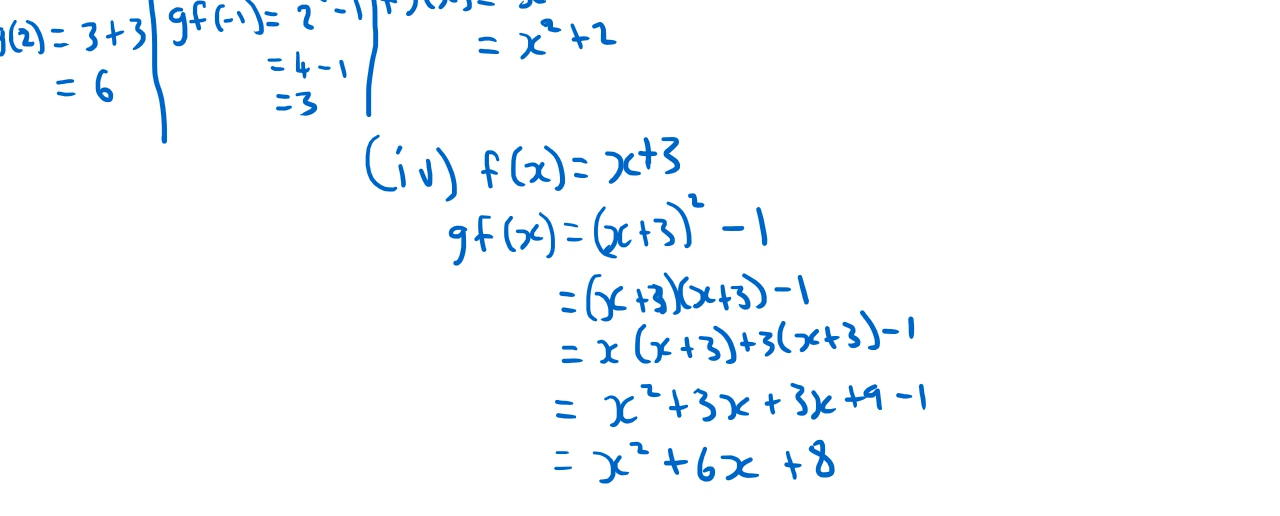 g(2) = 3+3
= 6
gf(-1) = 2² -1
= 4 -1
= 3
= x² + 2
(iv) f(x) = x+3
gf(x) = (x+3)² - 1
= (x+3)(x+3) - 1
= x (x+3)+3(x+3) - 1
= x² + 3x + 3x + 9 - 1
= x² + 6x + 8